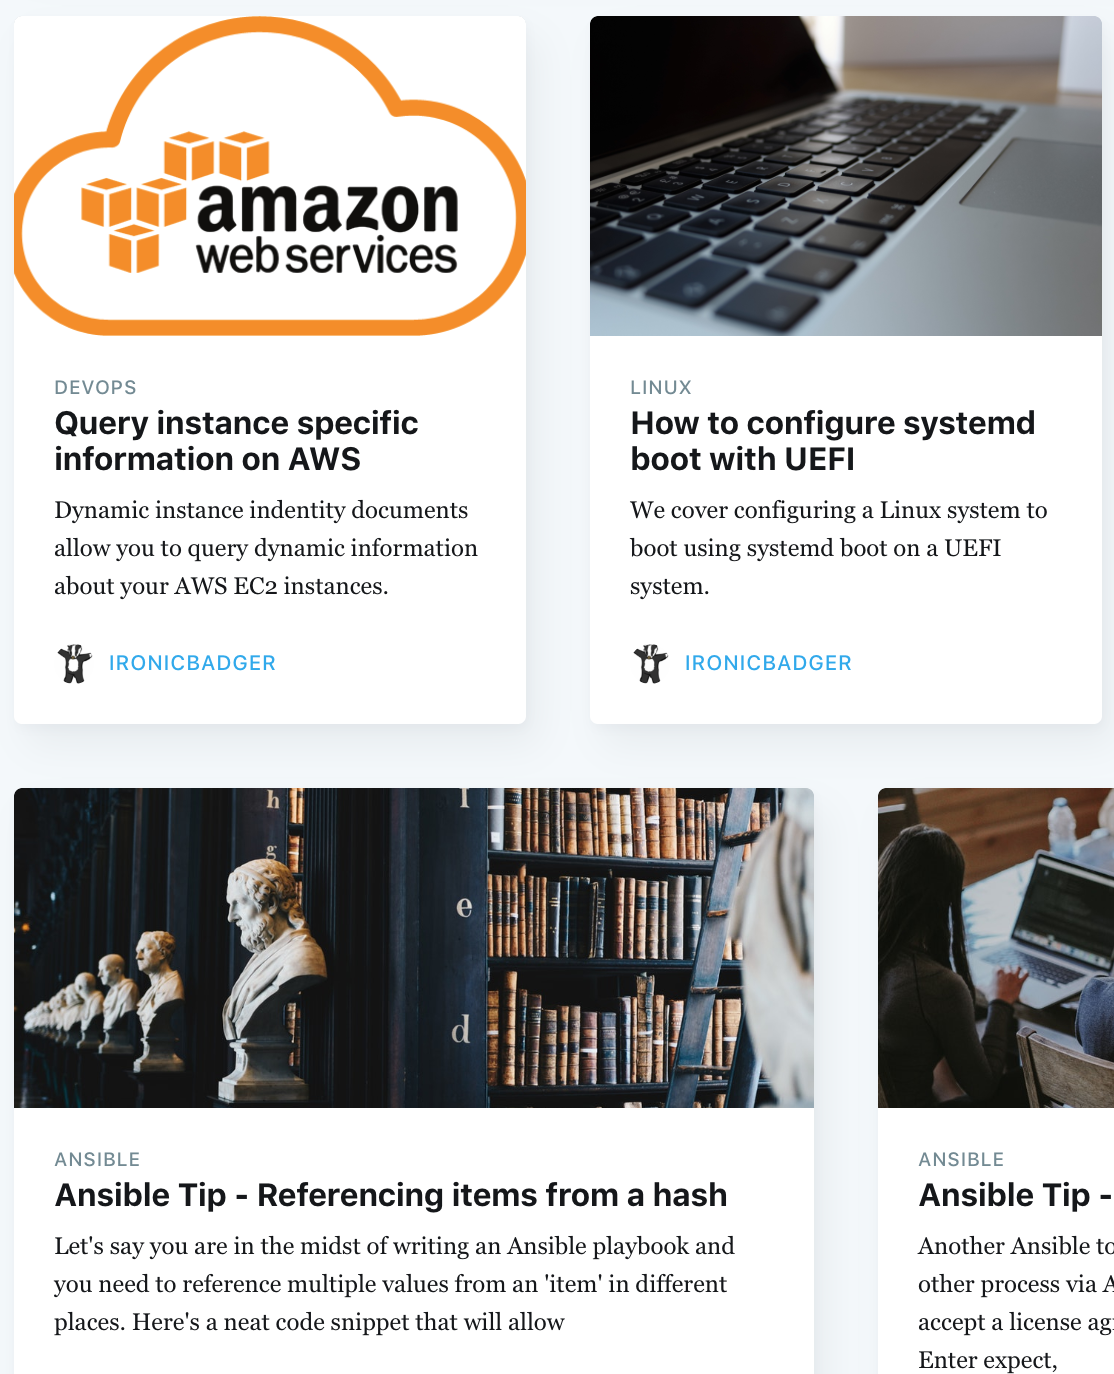 amazon
web services
DEVOPS
Query instance specific
information on AWS
Dynamic instance indentity documents
allow you to query dynamic information
about your AWS EC2 instances.
IRONICBADGER
LINUX
How to configure systemd
boot with UEFI
We cover configuring a Linux system to
boot using systemd boot on a UEFI
system.
IRONICBADGER
h
g
f
e
d
ANSIBLE
Ansible Tip - Referencing items from a hash
Let's say you are in the midst of writing an Ansible playbook and
you need to reference multiple values from an 'item' in different
places. Here's a neat code snippet that will allow
ANSIBLE
Ansible Tip -
Another Ansible to
other process via A
accept a license ag
Enter expect,